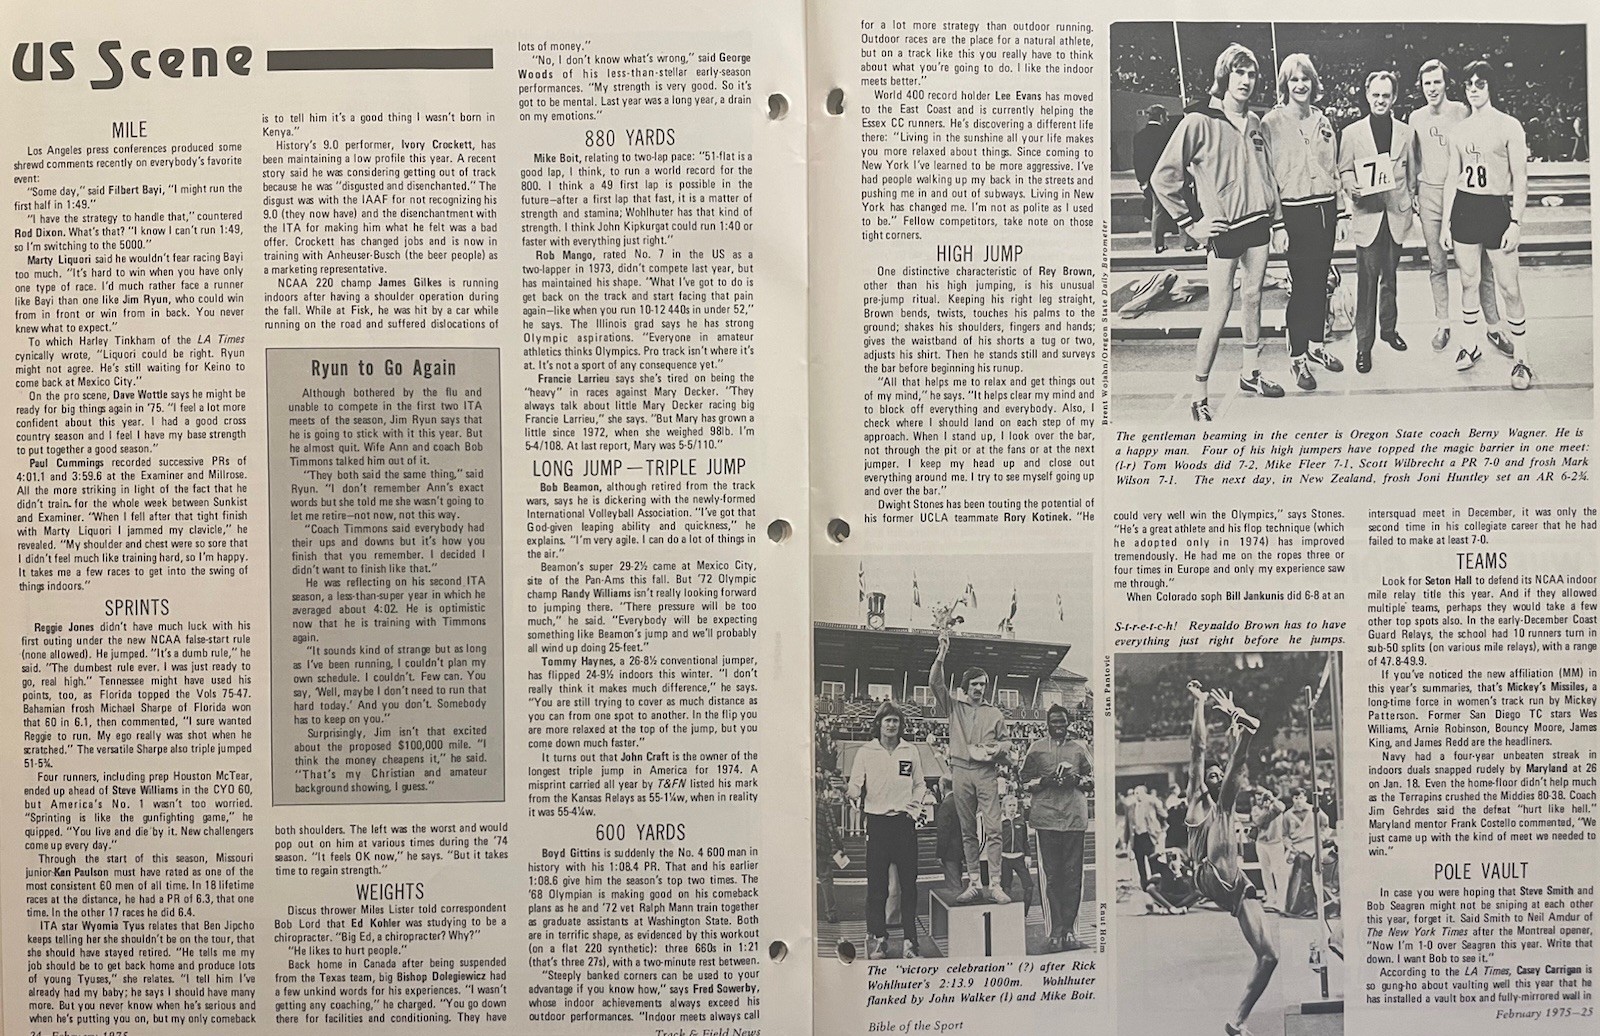 US Scene
MILE
Los Angeles press conferences produced some
shrewd comments recently on everybody's favorite
event:
"Some day," said Filbert Bayi, "I might run the
first half in 1:49."
"I have the strategy to handle that," countered
Rod Dixon. What's that? "I know I can't run 1:49,
so I'm switching to the 5000."
Marty Liquori said he wouldn't fear racing Bayi
too much. "It's hard to win when you have only
one type of race. I'd much rather face a runner
like Bayi than one like Jim Ryun, who could win
from in front or win from in back. You never
knew what to expect."
To which Harley Tinkham of the LA Times
cynically wrote, "Liquori could be right. Ryun
might not agree. He's still waiting for Keino to
come back at Mexico City."
On the pro scene, Dave Wottle says he might be
ready for big things again in '75. "I feel a lot more
confident about this year. I had a good cross
country season and I feel I have my base strength
to put together a good season."
Paul Cummings recorded successive PRs of
4:01.1 and 3:59.6 at the Examiner and Millrose.
All the more striking in light of the fact that he
didn't train for the whole week between Sunkist
and Examiner. "When I fell after that tight finish
with Marty Liquori I jammed my clavicle," he
revealed. "My shoulder and chest were so sore that
I didn't feel much like training hard, so I'm happy.
It takes me a few races to get into the swing of
things indoors."
SPRINTS
Reggie Jones didn't have much luck with his
first outing under the new NCAA false-start rule
(none allowed). He jumped. "It's a dumb rule," he
said. "The dumbest rule ever. I was just ready to
go, real high." Tennessee might have used his
points, too, as Florida topped the Vols 75-47.
Bahamian frosh Michael Sharpe of Florida won
that 60 in 6.1, then commented, "I sure wanted
Reggie to run. My ego really was shot when he
scratched." The versatile Sharpe also triple jumped
51-5¾.
Four runners, including prep Houston McTear,
ended up ahead of Steve Williams in the CYO 60,
but America's No. 1 wasn't too worried.
"Sprinting is like the gunfighting game," he
quipped. "You live and die by it. New challengers
come up every day."
Through the start of this season, Missouri
junior Ken Paulson must have rated as one of the
most consistent 60 men of all time. In 18 lifetime
races at the distance, he had a PR of 6.3, that one
time. In the other 17 races he did 6.4.
ITA star Wyomia Tyus relates that Ben Jipcho
keeps telling her she shouldn't be on the tour, that
she should have stayed retired. "He tells me my
job should be to get back home and produce lots
of young Tyuses," she relates. "I tell him I've
already had my baby; he says I should have many
more. But you never know when he's serious and
when he's putting you on, but my only comeback
24 February 1975
is to tell him it's a good thing I wasn't born in
Kenya."
History's 9.0 performer, Ivory Crockett, has
been maintaining a low profile this year. A recent
story said he was considering getting out of track
because he was "disgusted and disenchanted." The
disgust was with the IAAF for not recognizing his
9.0 (they now have) and the disenchantment with
the ITA for making him what he felt was a bad
offer. Crockett has changed jobs and is now in
training with Anheuser-Busch (the beer people) as
a marketing representative.
NCAA 220 champ James Gilkes is running
indoors after having a shoulder operation during
the fall. While at Fisk, he was hit by a car while
running on the road and suffered dislocations of
Ryun to Go Again
Although bothered by the flu and
unable to compete in the first two ITA
meets of the season, Jim Ryun says that
he is going to stick with it this year. But
he almost quit. Wife Ann and coach Bob
Timmons talked him out of it.
"They both said the same thing," said
Ryun. "I don't remember Ann's exact
words but she told me she wasn't going to
let me retire—not now, not this way.
"Coach Timmons said everybody had
their ups and downs but it's how you
finish that you remember. I decided I
didn't want to finish like that."
He was reflecting on his second ITA
season, a less-than-super year in which he
averaged about 4:02. He is optimistic
now that he is training with Timmons
again.
"It sounds kind of strange but as long
as I've been running, I couldn't plan my
own schedule. I couldn't. Few can. You
say, 'Well, maybe I don't need to run that
hard today.' And you don't. Somebody
has to keep on you."
Surprisingly, Jim isn't that excited
about the proposed $100,000 mile. "I
think the money cheapens it," he said.
"That's my Christian and amateur
background showing, I guess."
both shoulders. The left was the worst and would
pop out on him at various times during the '74
season. "It feels OK now," he says. "But it takes
time to regain strength."
WEIGHTS
Discus thrower Miles Lister told correspondent
Bob Lord that Ed Kohler was studying to be a
chiropracter. "Big Ed, a chiropracter? Why?"
"He likes to hurt people."
Back home in Canada after being suspended
from the Texas team, big Bishop Dolegiewicz had
a few unkind words for his experiences. "I wasn't
getting any coaching," he charged. "You go down
there for facilities and conditioning. They have
lots of money."
"No, I don't know what's wrong," said George
Woods of his less-than-stellar early-season
performances. "My strength is very good. So it's
got to be mental. Last year was a long year, a drain
on my emotions."
880 YARDS
Mike Boit, relating to two-lap pace: "51-flat is a
good lap, I think, to run a world record for the
800. I think a 49 first lap is possible in the
future—after a first lap that fast, it is a matter of
strength and stamina; Wohlhuter has that kind of
strength. I think John Kipkurgat could run 1:40 or
faster with everything just right."
Rob Mango, rated No. 7 in the US as a
two-lapper in 1973, didn't compete last year, but
has maintained his shape. "What I've got to do is
get back on the track and start facing that pain
again—like when you run 10-12 440s in under 52,"
he says. The Illinois grad says he has strong
Olympic aspirations. "Everyone in amateur
athletics thinks Olympics. Pro track isn't where it's
at. It's not a sport of any consequence yet."
Francie Larrieu says she's tired on being the
"heavy" in races against Mary Decker. "They
always talk about little Mary Decker racing big
Francie Larrieu," she says. "But Mary has grown a
little since 1972, when she weighed 98lb. I'm
5-4/108. At last report, Mary was 5-5/110."
LONG JUMP—TRIPLE JUMP
Bob Beamon, although retired from the track
wars, says he is dickering with the newly-formed
International Volleyball Association. "I've got that
God-given leaping ability and quickness," he
explains. "I'm very agile. I can do a lot of things in
the air."
Beamon's super 29-2½ came at Mexico City,
site of the Pan-Ams this fall. But '72 Olympic
champ Randy Williams isn't really looking forward
to jumping there. "There pressure will be too
much," he said. "Everybody will be expecting
something like Beamon's jump and we'll probably
all wind up doing 25-feet."
Tommy Haynes, a 26-8½ conventional jumper,
has flipped 24-9½ indoors this winter. "I don't
really think it makes much difference," he says.
"You are still trying to cover as much distance as
you can from one spot to another. In the flip you
are more relaxed at the top of the jump, but you
come down much faster."
It turns out that John Craft is the owner of the
longest triple jump in America for 1974. A
misprint carried all year by T&FN listed his mark
from the Kansas Relays as 55-1¼w, when in reality
it was 55-4¼w.
600 YARDS
Boyd Gittins is suddenly the No. 4 600 man in
history with his 1:08.4 PR. That and his earlier
1:08.6 give him the season's top two times. The
'68 Olympian is making good on his comeback
plans as he and '72 vet Ralph Mann train together
as graduate assistants at Washington State. Both
are in terrific shape, as evidenced by this workout
(on a flat 220 synthetic): three 660s in 1:21
(that's three 27s), with a two-minute rest between.
"Steeply banked corners can be used to your
advantage if you know how," says Fred Sowerby,
whose indoor achievements always exceed his
outdoor performances. "Indoor meets always call
Track & Field News
for a lot more strategy than outdoor running.
Outdoor races are the place for a natural athlete,
but on a track like this you really have to think
about what you're going to do. I like the indoor
meets better."
World 400 record holder Lee Evans has moved
to the East Coast and is currently helping the
Essex CC runners. He's discovering a different life
there: "Living in the sunshine all your life makes
you more relaxed about things. Since coming to
New York I've learned to be more aggressive. I've
had people walking up my back in the streets and
pushing me in and out of subways. Living in New
York has changed me. I'm not as polite as I used
to be." Fellow competitors, take note on those
tight corners.
HIGH JUMP
One distinctive characteristic of Rey Brown,
other than his high jumping, is his unusual
pre-jump ritual. Keeping his right leg straight,
Brown bends, twists, touches his palms to the
ground; shakes his shoulders, fingers and hands;
gives the waistband of his shorts a tug or two,
adjusts his shirt. Then he stands still and surveys
the bar before beginning his runup.
"All that helps me to relax and get things out
of my mind," he says. "It helps clear my mind and
to block off everything and everybody. Also, I
check where I should land on each step of my
approach. When I stand up, I look over the bar,
not through the pit or at the fans or at the next
jumper. I keep my head up and close out
everything around me. I try to see myself going up
and over the bar."
Dwight Stones has been touting the potential of
his former UCLA teammate Rory Kotinek. "He
Brent Wojahn/Oregon State Daily Barometer
7 ft.
OSU
28
The gentleman beaming in the center is Oregon State coach Berny Wagner. He is
a happy man. Four of his high jumpers have topped the magic barrier in one meet:
(l-r) Tom Woods did 7-2, Mike Fleer 7-1, Scott Wilbrecht a PR 7-0 and frosh Mark
Wilson 7-1. The next day, in New Zealand, frosh Joni Huntley set an AR 6-2¾.
1
Knud Holm
The "victory celebration" (?) after Rick
Wohlhuter's 2:13.9 1000m. Wohlhuter
flanked by John Walker (l) and Mike Boit.
Bible of the Sport
could very well win the Olympics," says Stones.
"He's a great athlete and his flop technique (which
he adopted only in 1974) has improved
tremendously. He had me on the ropes three or
four times in Europe and only my experience saw
me through."
When Colorado soph Bill Jankunis did 6-8 at an
S-t-r-e-t-c-h! Reynaldo Brown has to have
everything just right before he jumps.
Stan Pantovic
intersquad meet in December, it was only the
second time in his collegiate career that he had
failed to make at least 7-0.
TEAMS
Look for Seton Hall to defend its NCAA indoor
mile relay title this year. And if they allowed
multiple teams, perhaps they would take a few
other top spots also. In the early-December Coast
Guard Relays, the school had 10 runners turn in
sub-50 splits (on various mile relays), with a range
of 47.8-49.9.
If you've noticed the new affiliation (MM) in
this year's summaries, that's Mickey's Missiles, a
long-time force in women's track run by Mickey
Patterson. Former San Diego TC stars Wes
Williams, Arnie Robinson, Bouncy Moore, James
King, and James Redd are the headliners.
Navy had a four-year unbeaten streak in
indoors duals snapped rudely by Maryland at 26
on Jan. 18. Even the home-floor didn't help much
as the Terrapins crushed the Middies 80-38. Coach
Jim Gehrdes said the defeat "hurt like hell."
Maryland mentor Frank Costello commented, "We
just came up with the kind of meet we needed to
win."
POLE VAULT
In case you were hoping that Steve Smith and
Bob Seagren might not be sniping at each other
this year, forget it. Said Smith to Neil Amdur of
The New York Times after the Montreal opener,
"Now I'm 1-0 over Seagren this year. Write that
down. I want Bob to see it."
According to the LA Times, Casey Carrigan is
so gung-ho about vaulting well this year that he
has installed a vault box and fully-mirrored wall in
February 1975—25